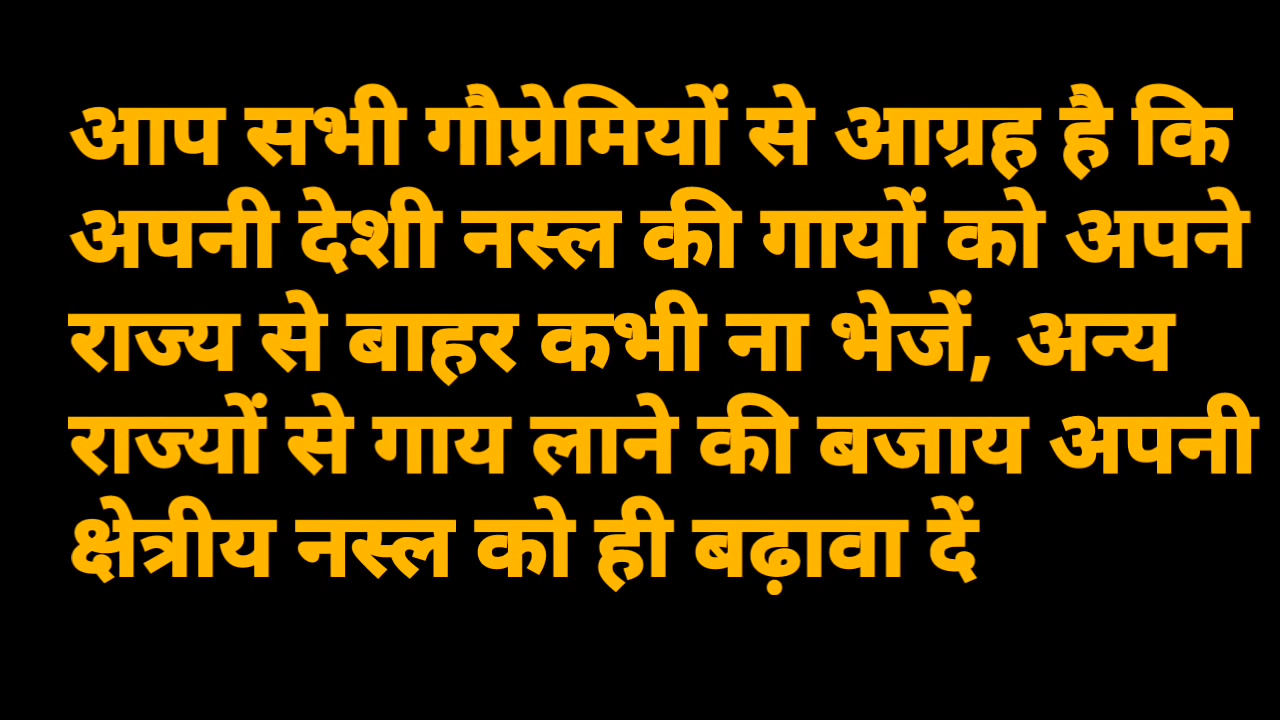 आप सभी गौप्रेमियों से आग्रह है कि
अपनी देशी नस्ल की गायों को अपने
राज्य से बाहर कभी ना भेजें, अन्य
राज्यों से गाय लाने की बजाय अपनी
क्षेत्रीय नस्ल को ही बढ़ावा दें